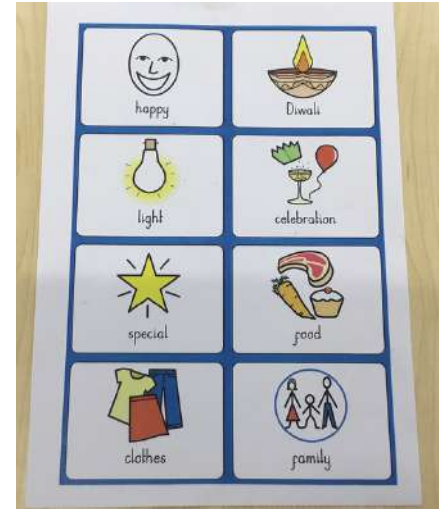 happy
Diwali
light
celebration
special
food
clothes
family